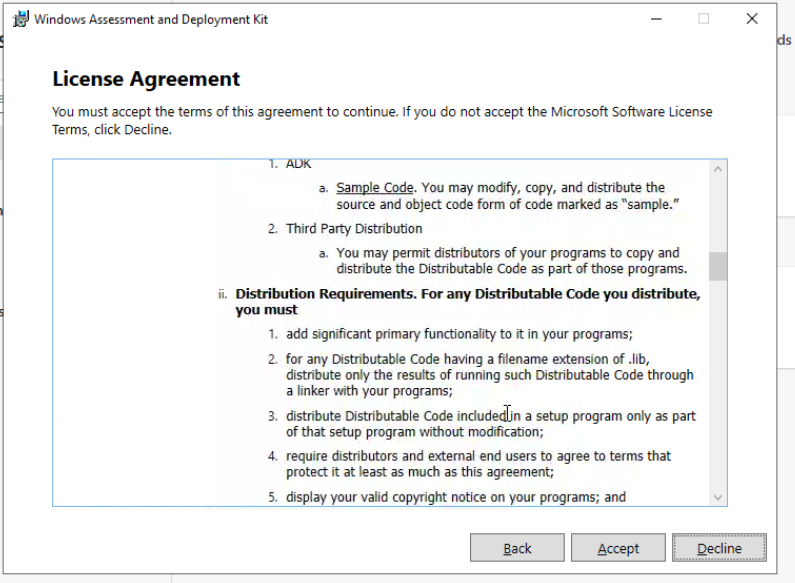 Windows Assessment and Deployment Kit
ds
License Agreement
You must accept the terms of this agreement to continue. If you do not accept the Microsoft Software License
Terms, click Decline.
1. ADK
a. Sample Code. You may modify, copy, and distribute the
source and object code form of code marked as “sample.”
2. Third Party Distribution
a. You may permit distributors of your programs to copy and
distribute the Distributable Code as part of those programs.
ii. Distribution Requirements. For any Distributable Code you distribute,
you must
1. add significant primary functionality to it in your programs;
2. for any Distributable Code having a filename extension of .lib,
distribute only the results of running such Distributable Code through
a linker with your programs;
3. distribute Distributable Code included in a setup program only as part
of that setup program without modification;
4. require distributors and external end users to agree to terms that
protect it at least as much as this agreement;
5. display your valid copyright notice on your programs; and
Back
Accept
Decline